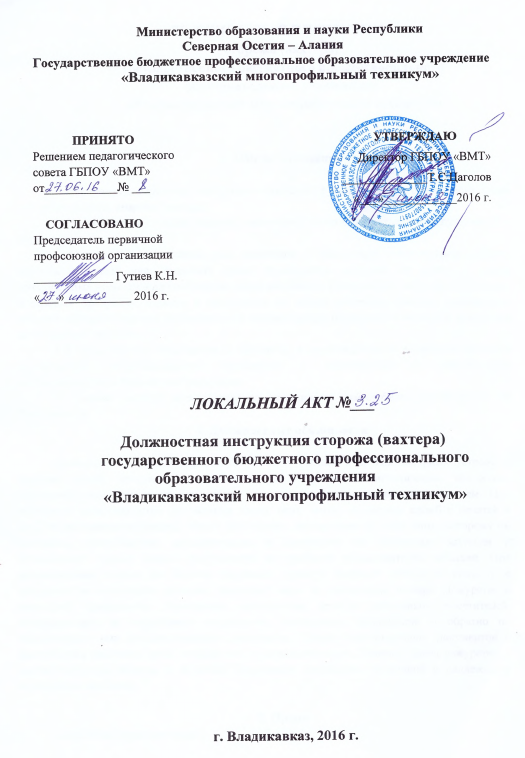 Министерство образования и науки Республики
Северная Осетия – Алания
Государственное бюджетное профессиональное образовательное учреждение
«Владикавказский многопрофильный техникум»
ПРИНЯТО
Решением педагогического
совета ГБПОУ «ВМТ»
от 27.06.16 № 8
УТВЕРЖДАЮ
Директор ГБПОУ «ВМТ»
Т.С.Цаголов
2016 г.
СОГЛАСОВАНО
Председатель первичной
профсоюзной организации
Гутиев К.Н.
«27» июня 2016 г.
ЛОКАЛЬНЫЙ АКТ № 3.25
Должностная инструкция сторожа (вахтера)
государственного бюджетного профессионального
образовательного учреждения
«Владикавказский многопрофильный техникум»
г. Владикавказ, 2016 г.